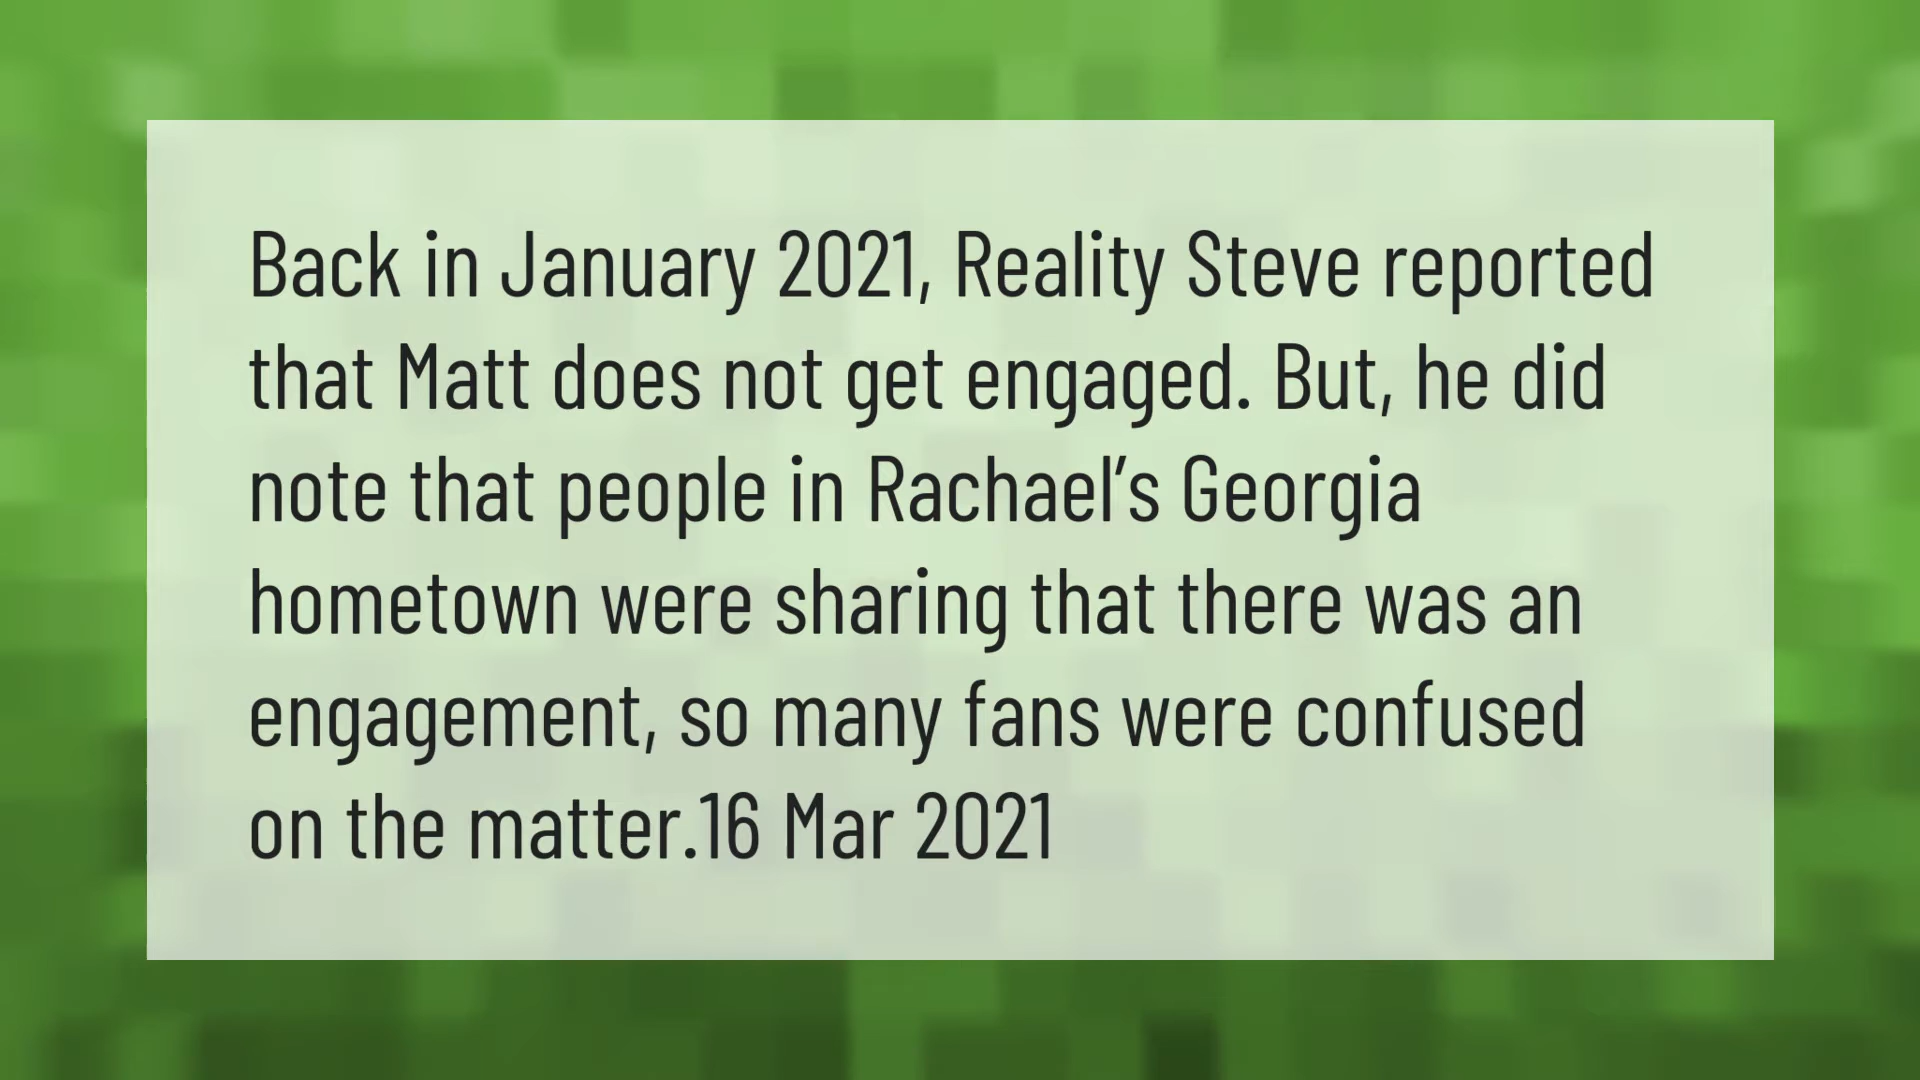 Back in January 2021, Reality Steve reported
that Matt does not get engaged. But, he did
note that people in Rachael’s Georgia
hometown were sharing that there was an
engagement, so many fans were confused
on the matter.16 Mar 2021